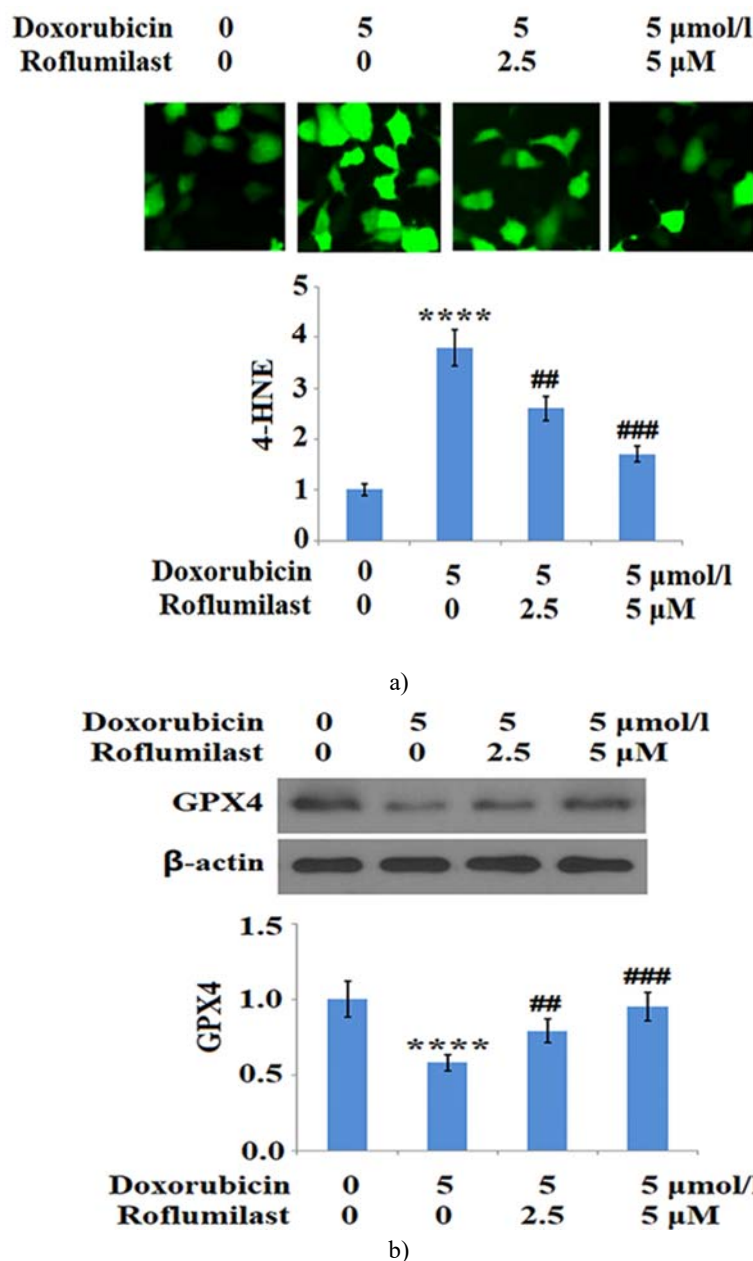 Doxorubicin 0 5 5 5 μmol/l
Roflumilast 0 0 2.5 5 μM
5
****
4
##
3
###
2
1
0
4-HNE
Doxorubicin 0 5 5 5 μmol/l
Roflumilast 0 0 2.5 5 μM
a)
Doxorubicin 0 5 5 5 μmol/l
Roflumilast 0 0 2.5 5 μM
GPX4
β-actin
1.5
###
##
1.0
****
0.5
0.0
GPX4
Doxorubicin 0 5 5 5 μmol/l
Roflumilast 0 0 2.5 5 μM
b)